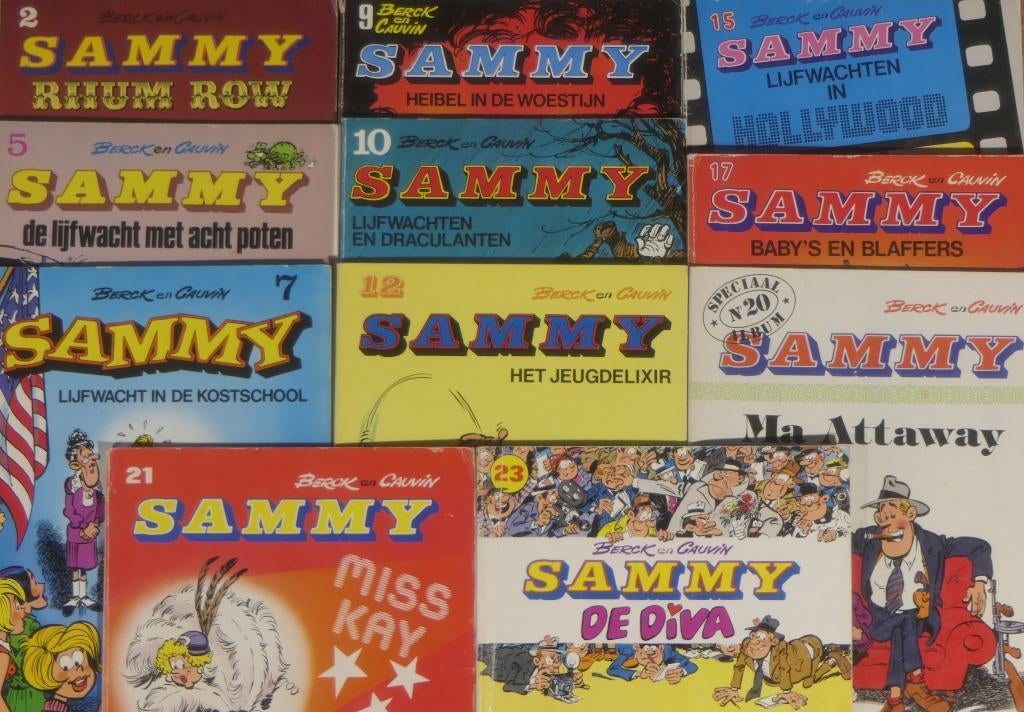 2 Berck en Cauvin
SAMMY
RHUM ROW
9 Berck en Cauvin
SAMMY
HEIBEL IN DE WOESTIJN
15 Berck en Cauvin
SAMMY
LIJFWACHTEN
IN
HOLLYWOOD
5 Berck en Cauvin
SAMMY
de lijfwacht met acht poten
10 Berck en Cauvin
SAMMY
LIJFWACHTEN
EN DRACULANTEN
17 Berck en Cauvin
SAMMY
BABY'S EN BLAFFERS
Berck en Cauvin 7
SAMMY
LIJFWACHT IN DE KOSTSCHOOL
12 Berck en Cauvin
SAMMY
HET JEUGDELIXIR
SPECIAAL
N° 20
ALBUM
Berck en Cauvin
SAMMY
Ma Attaway
21 Berck en Cauvin
SAMMY
MISS
KAY
23
Berck en Cauvin
SAMMY
DE DiVA